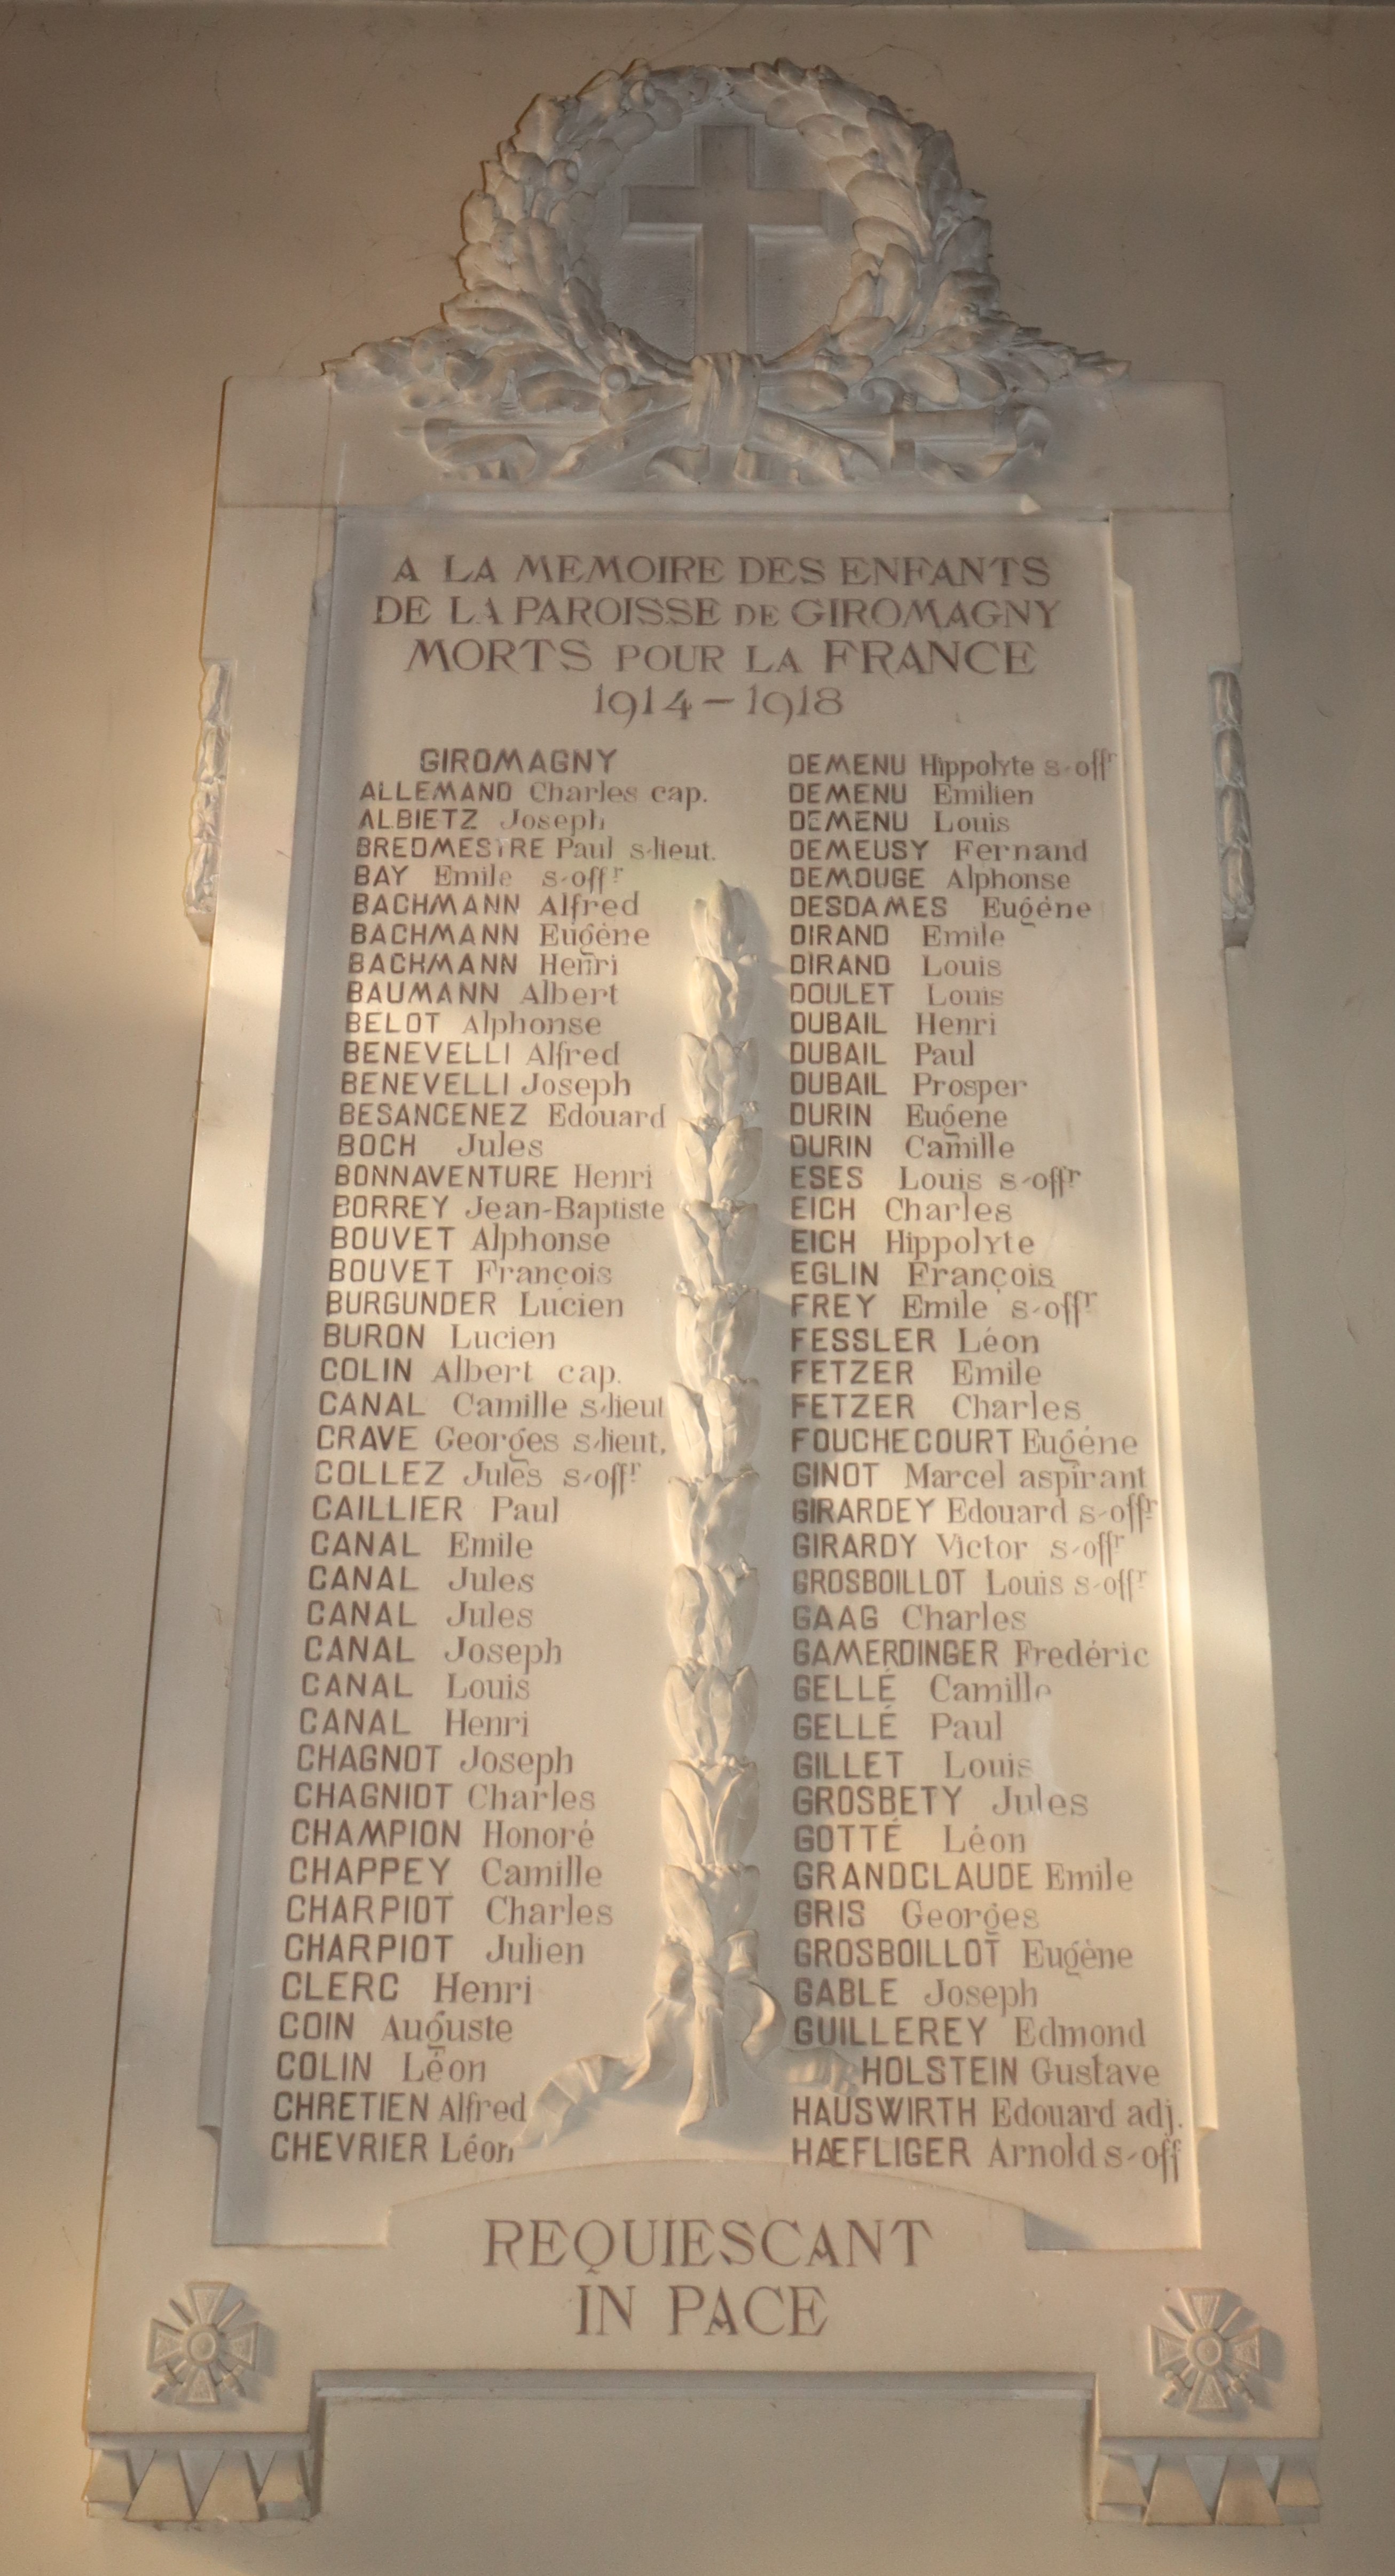 A LA MEMOIRE DES ENFANTS
DE LA PAROISSE DE GIROMAGNY
MORTS POUR LA FRANCE
1914-1918
GIROMAGNY
ALLEMAND Charles cap.
ALBIETZ Joseph
BREDMESTRE Paul s-lieut.
BAY Emile s-offr
BACHMANN Alfred
BACHMANN Eugène
BACHMANN Henri
BAUMANN Albert
BELOT Alphonse
BENEVELLI Alfred
BENEVELLI Joseph
BESANCENEZ Edouard
BOCH Jules
BONNAVENTURE Henri
BORREY Jean-Baptiste
BOUVET Alphonse
BOUVET François
BURGUNDER Lucien
BURON Lucien
COLIN Albert cap.
CANAL Camille s-lieut
CRAVE Georges s-lieut.
COLLEZ Jules s-offr
CAILLIER Paul
CANAL Emile
CANAL Jules
CANAL Jules
CANAL Joseph
CANAL Louis
CANAL Henri
CHAGNOT Joseph
CHAGNIOT Charles
CHAMPION Honoré
CHAPPEY Camille
CHARPIOT Charles
CHARPIOT Julien
CLERC Henri
COIN Auguste
COLIN Léon
CHRETIEN Alfred
CHEVRIER Léon
DEMENU Hippolyte s-offr
DEMENU Emilien
DEMENU Louis
DEMEUSY Fernand
DEMOUGE Alphonse
DESDAMES Eugéne
DIRAND Emile
DIRAND Louis
DOULET Louis
DUBAIL Henri
DUBAIL Paul
DUBAIL Prosper
DURIN Eugene
DURIN Camille
ESES Louis s-offr
EICH Charles
EICH Hippolyte
EGLIN François
FREY Emile s-offr
FESSLER Léon
FETZER Emile
FETZER Charles
FOUCHECOURT Eugéne
GINOT Marcel aspirant
GIRARDEY Edouard s-offr
GIRARDY Victor s-offr
GROSBOILLOT Louis s-offr
GAAG Charles
GAMERDINGER Fredéric
GELLÉ Camille
GELLÉ Paul
GILLET Louis
GROSBETY Jules
GOTTÉ Léon
GRANDCLAUDE Emile
GRIS Georges
GROSBOILLOT Eugène
GABLE Joseph
GUILLEREY Edmond
HOLSTEIN Gustave
HAUSWIRTH Edouard adj.
HÆFLIGER Arnold s-off
REQUIESCANT
IN PACE